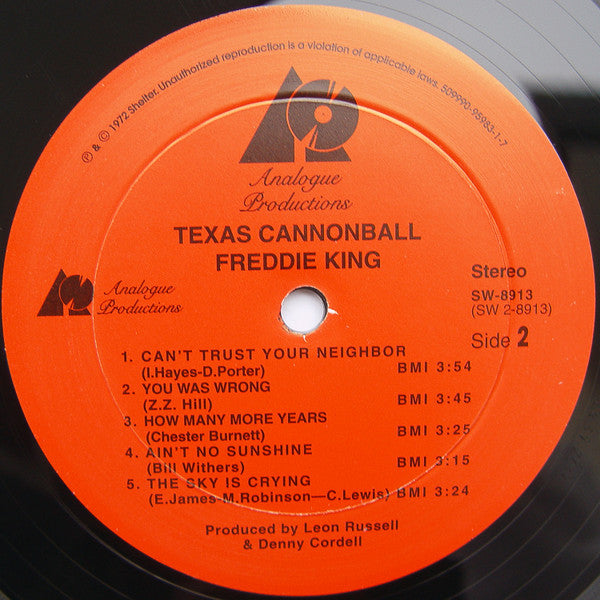 ℗ & © 1972 Shelter. Unauthorized reproduction is a violation of applicable laws. 509990-95983-1-7
Analogue
Productions
TEXAS CANNONBALL
FREDDIE KING
Analogue
Productions
Stereo
SW-8913
(SW 2-8913)
Side 2
1. CAN'T TRUST YOUR NEIGHBOR
(I.Hayes-D.Porter) BMI 3:54
2. YOU WAS WRONG
(Z.Z. Hill) BMI 3:45
3. HOW MANY MORE YEARS
(Chester Burnett) BMI 3:25
4. AIN'T NO SUNSHINE
(Bill Withers) BMI 3:15
5. THE SKY IS CRYING
(E.James-M.Robinson—C.Lewis) BMI 3:24
Produced by Leon Russell
& Denny Cordell